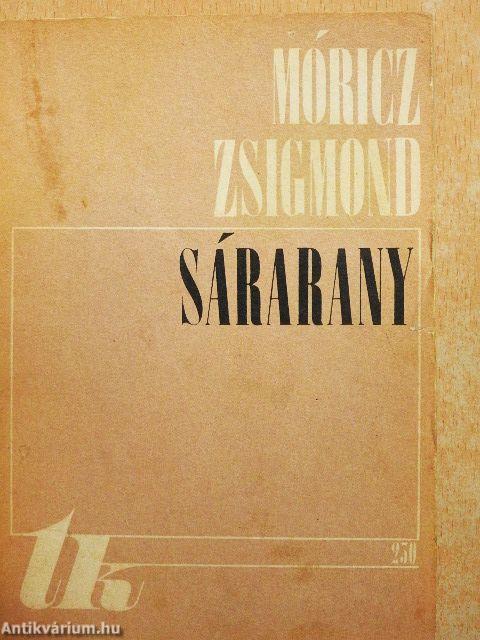 MÓRICZ
ZSIGMOND
SÁRARANY
tk
250
Antikvárium.hu